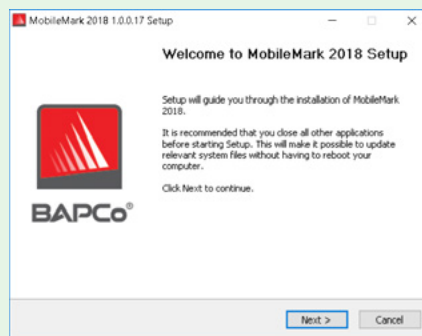 MobileMark 2018 1.0.0.17 Setup
Welcome to MobileMark 2018 Setup
Setup will guide you through the installation of MobileMark
2018.
It is recommended that you close all other applications
before starting Setup. This will make it possible to update
relevant system files without having to reboot your
computer.
Click Next to continue.
BAPCo®
Next >
Cancel